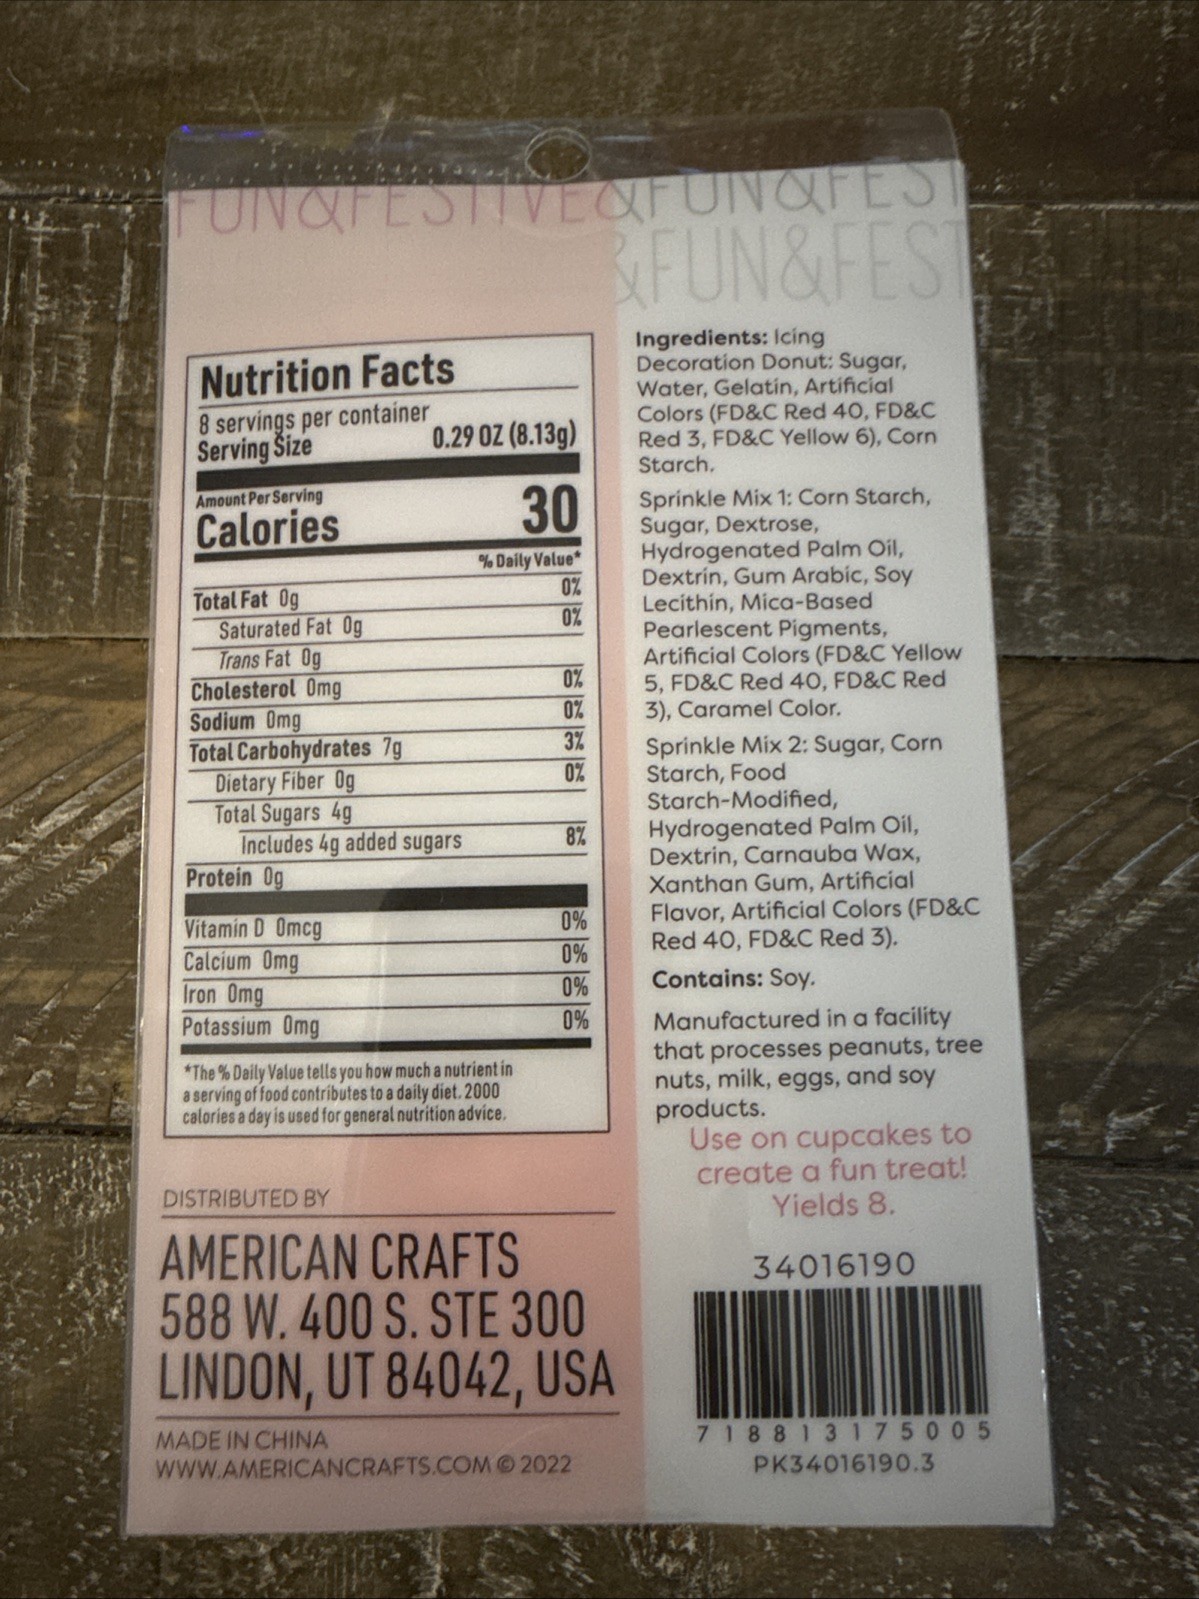 FUN&FESTIVE&FUN&FEST
&FUN&FEST
Nutrition Facts
8 servings per container
Serving Size 0.29 OZ (8.13g)
Amount Per Serving
Calories 30
% Daily Value*
Total Fat 0g 0%
Saturated Fat 0g 0%
Trans Fat 0g
Cholesterol 0mg 0%
Sodium 0mg 0%
Total Carbohydrates 7g 3%
Dietary Fiber 0g 0%
Total Sugars 4g
Includes 4g added sugars 8%
Protein 0g
Vitamin D 0mcg 0%
Calcium 0mg 0%
Iron 0mg 0%
Potassium 0mg 0%
*The % Daily Value tells you how much a nutrient in
a serving of food contributes to a daily diet. 2000
calories a day is used for general nutrition advice.
DISTRIBUTED BY
AMERICAN CRAFTS
588 W. 400 S. STE 300
LINDON, UT 84042, USA
MADE IN CHINA
WWW.AMERICANCRAFTS.COM © 2022
Ingredients: Icing
Decoration Donut: Sugar,
Water, Gelatin, Artificial
Colors (FD&C Red 40, FD&C
Red 3, FD&C Yellow 6), Corn
Starch.
Sprinkle Mix 1: Corn Starch,
Sugar, Dextrose,
Hydrogenated Palm Oil,
Dextrin, Gum Arabic, Soy
Lecithin, Mica-Based
Pearlescent Pigments,
Artificial Colors (FD&C Yellow
5, FD&C Red 40, FD&C Red
3), Caramel Color.
Sprinkle Mix 2: Sugar, Corn
Starch, Food
Starch-Modified,
Hydrogenated Palm Oil,
Dextrin, Carnauba Wax,
Xanthan Gum, Artificial
Flavor, Artificial Colors (FD&C
Red 40, FD&C Red 3).
Contains: Soy.
Manufactured in a facility
that processes peanuts, tree
nuts, milk, eggs, and soy
products.
Use on cupcakes to
create a fun treat!
Yields 8.
34016190
7 18813 17500 5
PK34016190.3